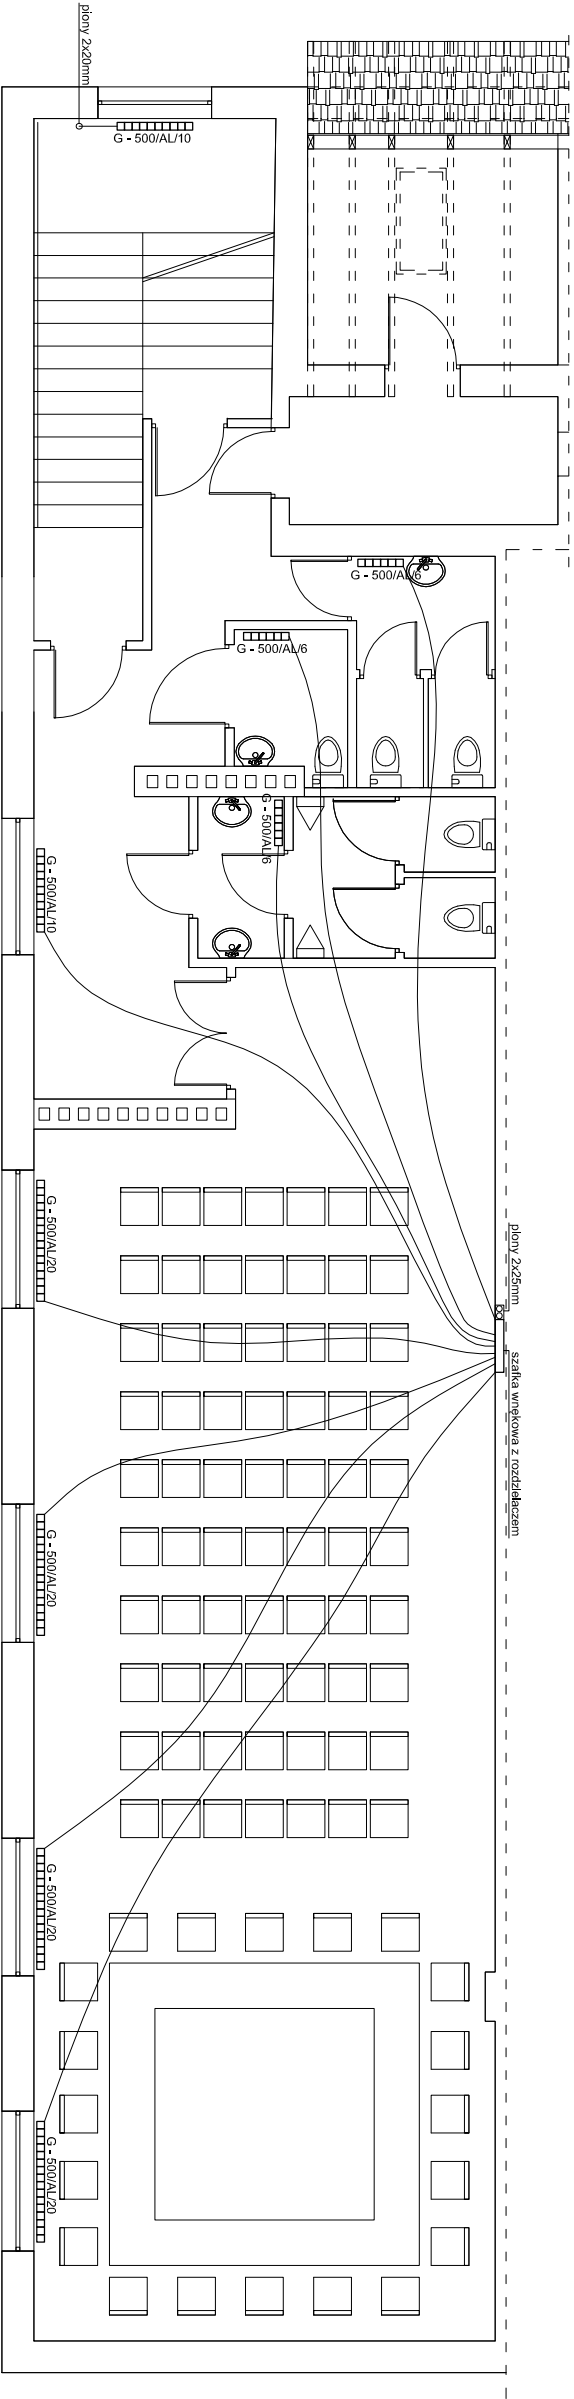 piony 2x20mm
G - 500/AL/10
G - 500/AL/6
G - 500/AL/6
G - 500/AL/6
G - 500/AL/10
G - 500/AL/20
piony 2x25mm
szafka wnękowa z rozdzielaczem
G - 500/AL/20
G - 500/AL/20
G - 500/AL/20